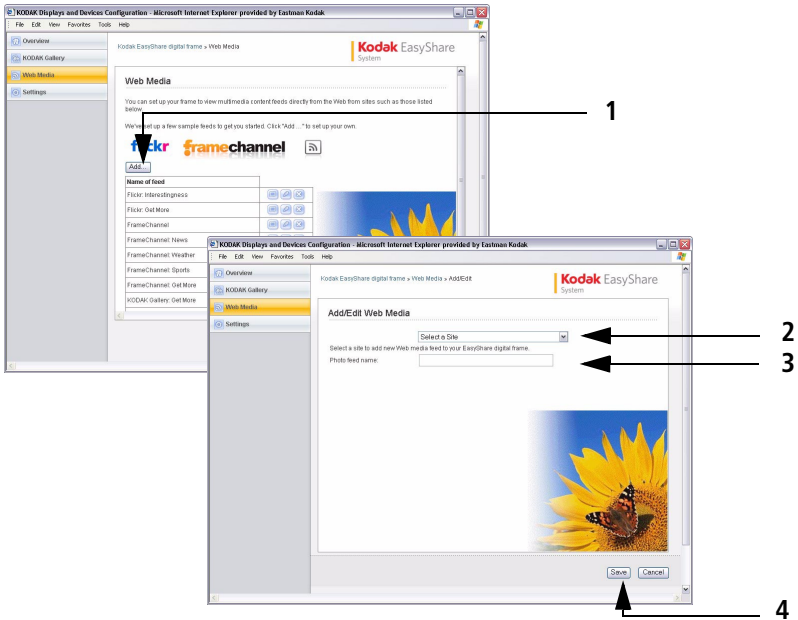 KODAK Displays and Devices Configuration - Microsoft Internet Explorer provided by Eastman Kodak
File Edit View Favorites Tools Help
Overview
KODAK Gallery
Web Media
Settings
Kodak EasyShare digital frame » Web Media
Kodak EasyShare
System
Web Media
You can set up your frame to view multimedia content feeds directly from the Web from sites such as those listed
below.
We've set up a few sample feeds to get you started. Click "Add ..." to set up your own.
flickr framechannel
Add...
Name of feed
Flickr: Interestingness
Flickr: Get More
FrameChannel
FrameChannel: News
FrameChannel: Weather
FrameChannel: Sports
FrameChannel: Get More
KODAK Gallery: Get More
1
KODAK Displays and Devices Configuration - Microsoft Internet Explorer provided by Eastman Kodak
File Edit View Favorites Tools Help
Overview
KODAK Gallery
Web Media
Settings
Kodak EasyShare digital frame » Web Media » Add/Edit
Kodak EasyShare
System
Add/Edit Web Media
Select a Site
Select a site to add new Web media feed to your EasyShare digital frame.
Photo feed name:
2
3
Save Cancel
4